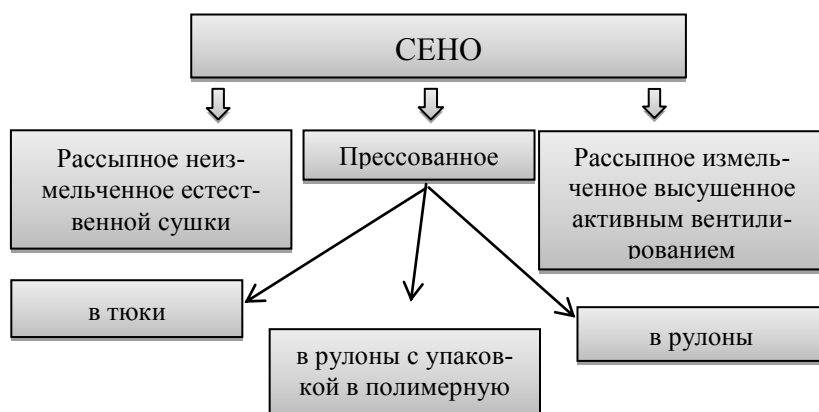 СЕНО
Рассыпное неиз-
мельченное естест-
венной сушки
Прессованное
Рассыпное измель-
ченное высушенное
активным вентили-
рованием
в тюки
в рулоны с упаков-
кой в полимерную
в рулоны